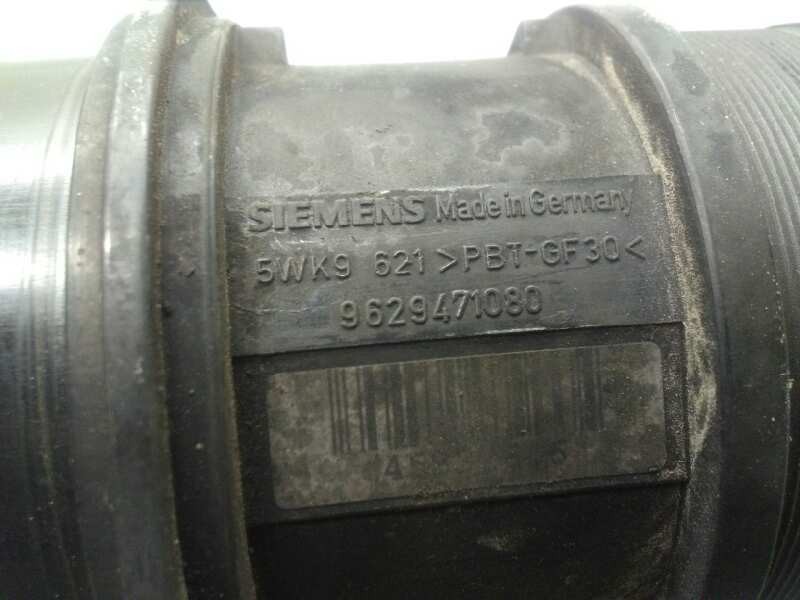 SIEMENS Made in Germany
5WK9 621 >PBT-GF30<
9629471080
A